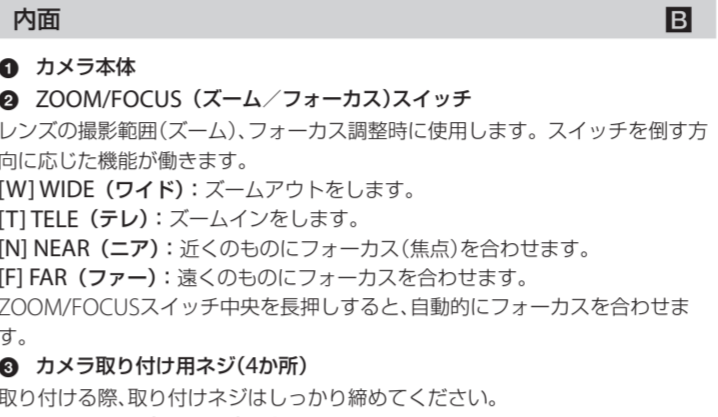 内面 B
❶ カメラ本体
❷ ZOOM/FOCUS（ズーム／フォーカス)スイッチ
レンズの撮影範囲(ズーム)、フォーカス調整時に使用します。スイッチを倒す方
向に応じた機能が働きます。
[W] WIDE（ワイド）：ズームアウトをします。
[T] TELE（テレ）：ズームインをします。
[N] NEAR（ニア）：近くのものにフォーカス(焦点)を合わせます。
[F] FAR（ファー）：遠くのものにフォーカスを合わせます。
ZOOM/FOCUSスイッチ中央を長押しすると、自動的にフォーカスを合わせま
す。
❸ カメラ取り付け用ネジ(4か所)
取り付ける際、取り付けネジはしっかり締めてください。